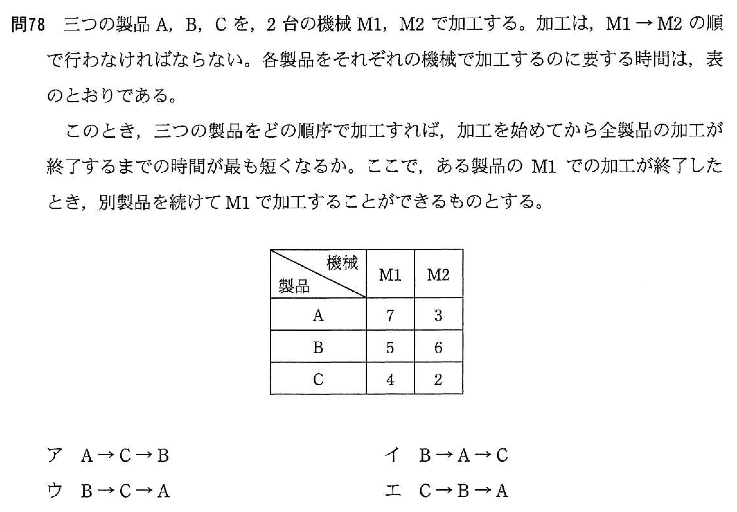 問78 三つの製品 A，B，C を，2 台の機械 M1，M2 で加工する。加工は，M1→M2 の順
で行わなければならない。各製品をそれぞれの機械で加工するのに要する時間は，表
のとおりである。
このとき，三つの製品をどの順序で加工すれば，加工を始めてから全製品の加工が
終了するまでの時間が最も短くなるか。ここで，ある製品の M1 での加工が終了した
とき，別製品を続けて M1 で加工することができるものとする。
機械 M1 M2
製品
A 7 3
B 5 6
C 4 2
ア A→C→B イ B→A→C
ウ B→C→A エ C→B→A